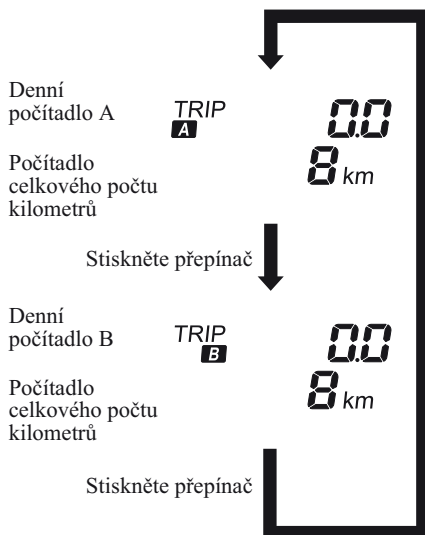 Denní
počítadlo A
TRIP
A
0.0
Počítadlo
celkového počtu
kilometrů
8 km
Stiskněte přepínač
Denní
počítadlo B
TRIP
B
0.0
Počítadlo
celkového počtu
kilometrů
8 km
Stiskněte přepínač